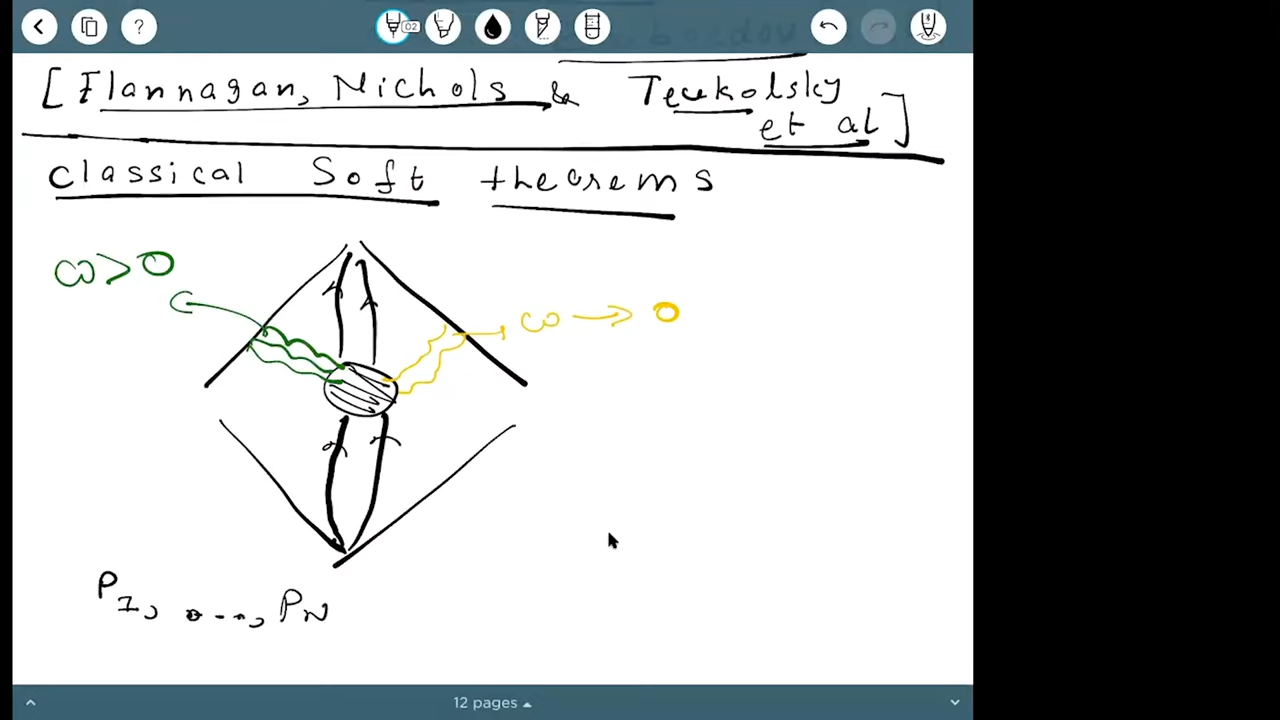 [Flannagan, Nichols & Teukolsky
et al]
classical Soft theorems
ω > 0
ω → 0
P1, ..., PN
12 pages